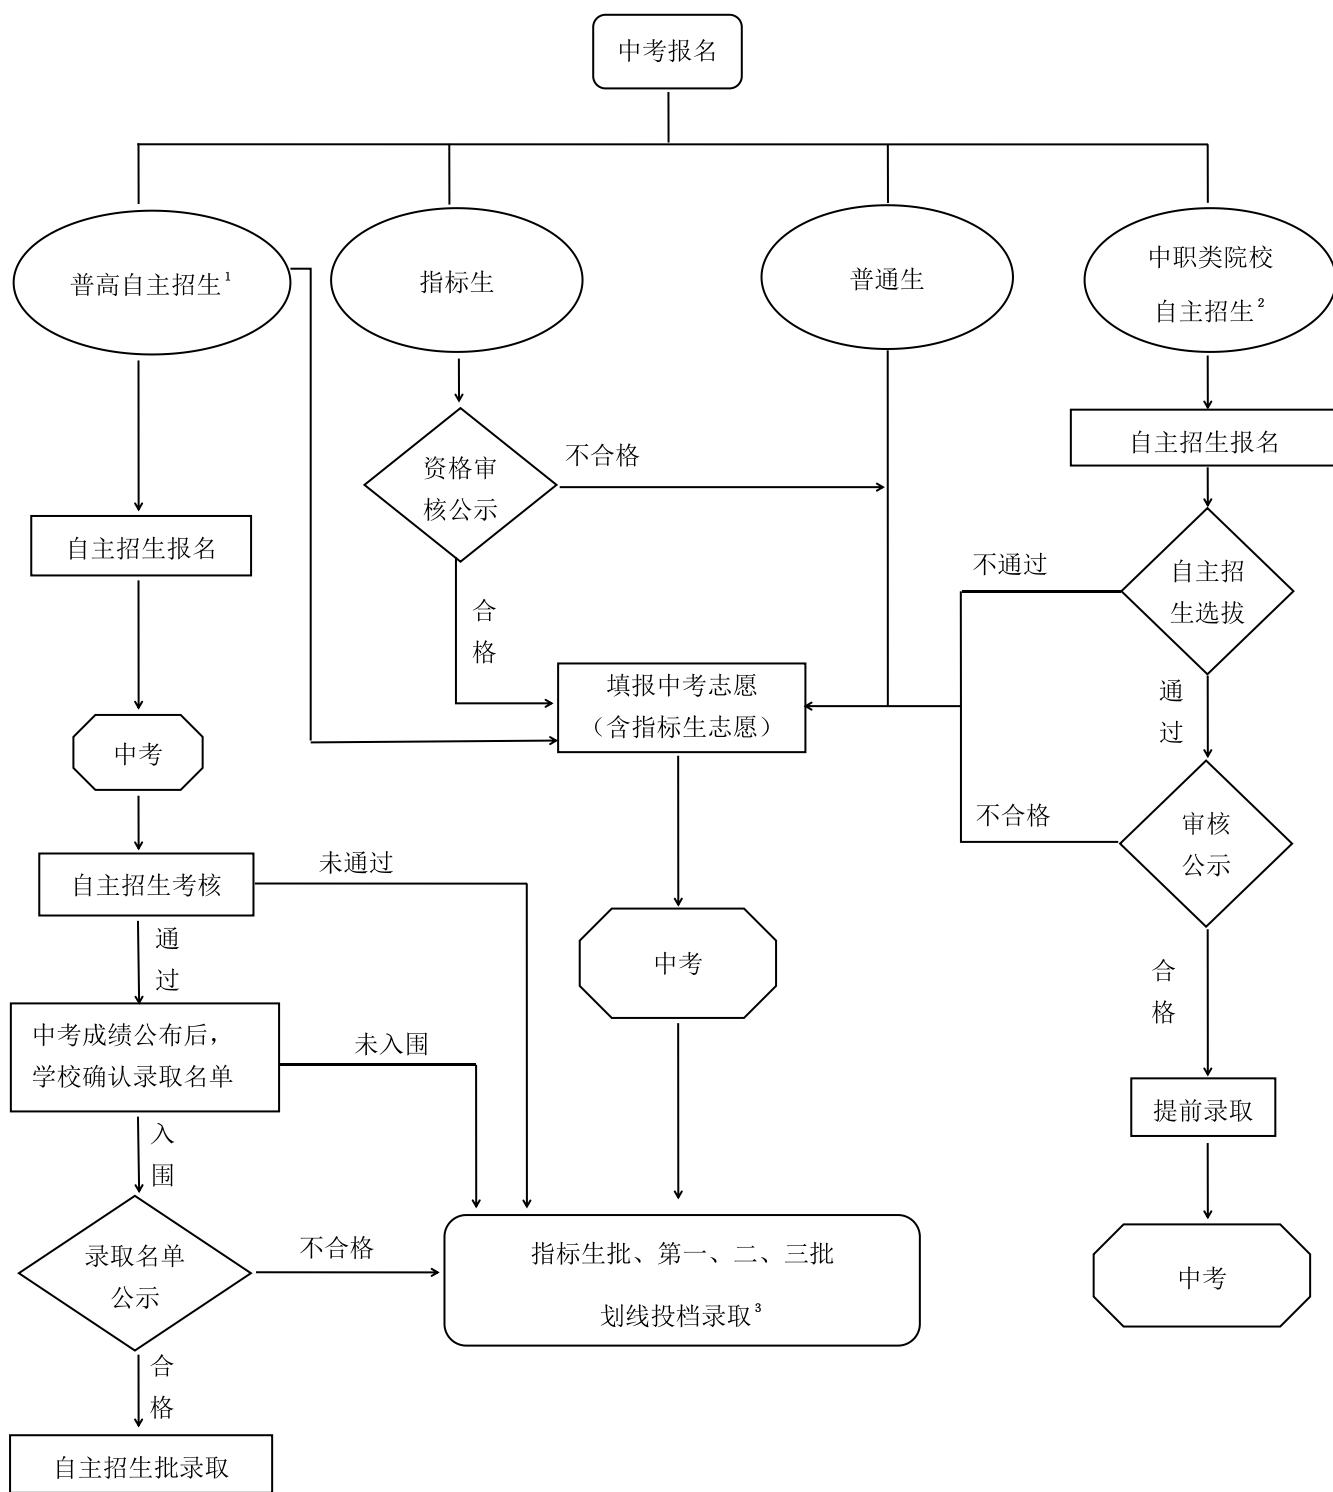 中考报名
普高自主招生¹
指标生
普通生
中职类院校
自主招生²
自主招生报名
资格审
核公示
不合格
自主招生报名
不通过
自主招
生选拔
合
格
填报中考志愿
（含指标生志愿）
通
过
中考
不合格
审核
公示
自主招生考核
未通过
通
过
中考
合
格
中考成绩公布后，
学校确认录取名单
未入围
提前录取
入
围
录取名单
公示
不合格
指标生批、第一、二、三批
划线投档录取³
中考
合
格
自主招生批录取